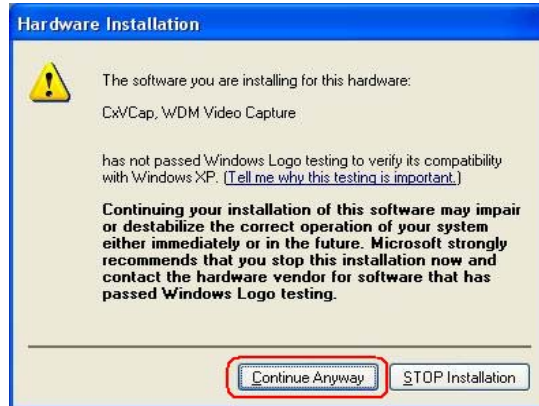 Hardware Installation
The software you are installing for this hardware:
CxVCap, WDM Video Capture
has not passed Windows Logo testing to verify its compatibility
with Windows XP. (Tell me why this testing is important.)
Continuing your installation of this software may impair
or destabilize the correct operation of your system
either immediately or in the future. Microsoft strongly
recommends that you stop this installation now and
contact the hardware vendor for software that has
passed Windows Logo testing.
Continue Anyway
STOP Installation